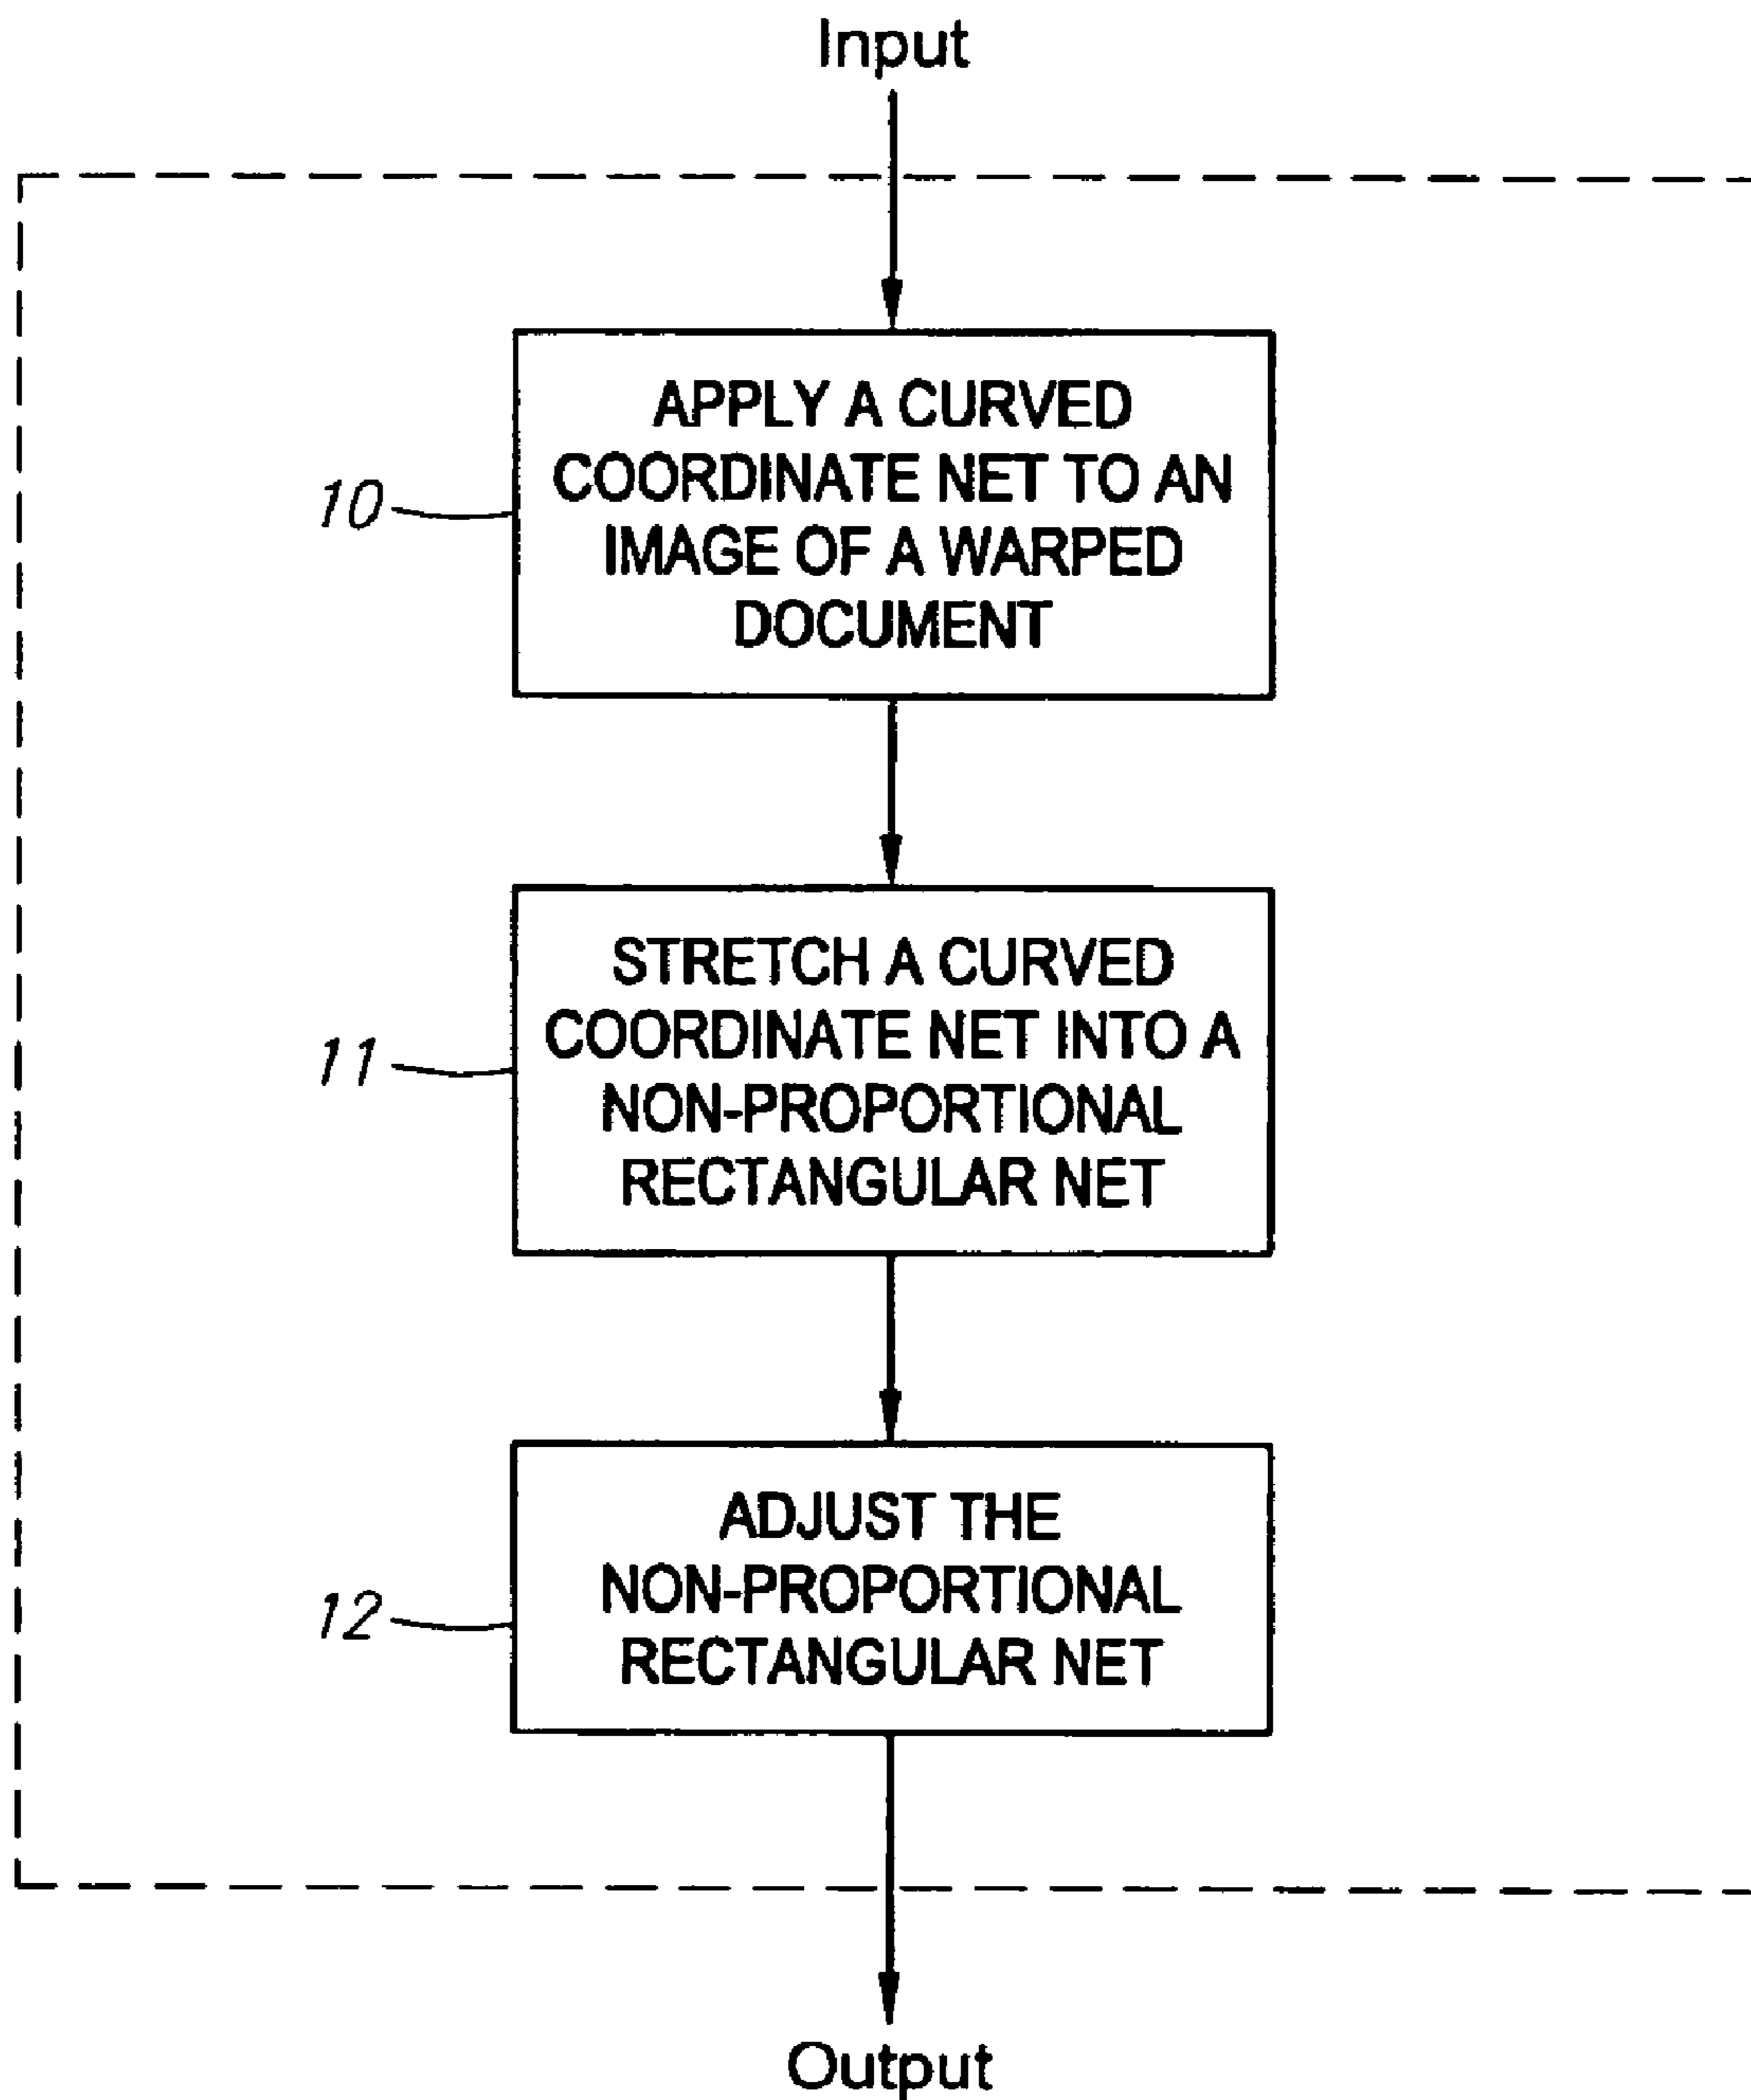 Input
APPLY A CURVED
COORDINATE NET TO AN
IMAGE OF A WARPED
DOCUMENT
10
STRETCH A CURVED
COORDINATE NET INTO A
NON-PROPORTIONAL
RECTANGULAR NET
11
ADJUST THE
NON-PROPORTIONAL
RECTANGULAR NET
12
Output